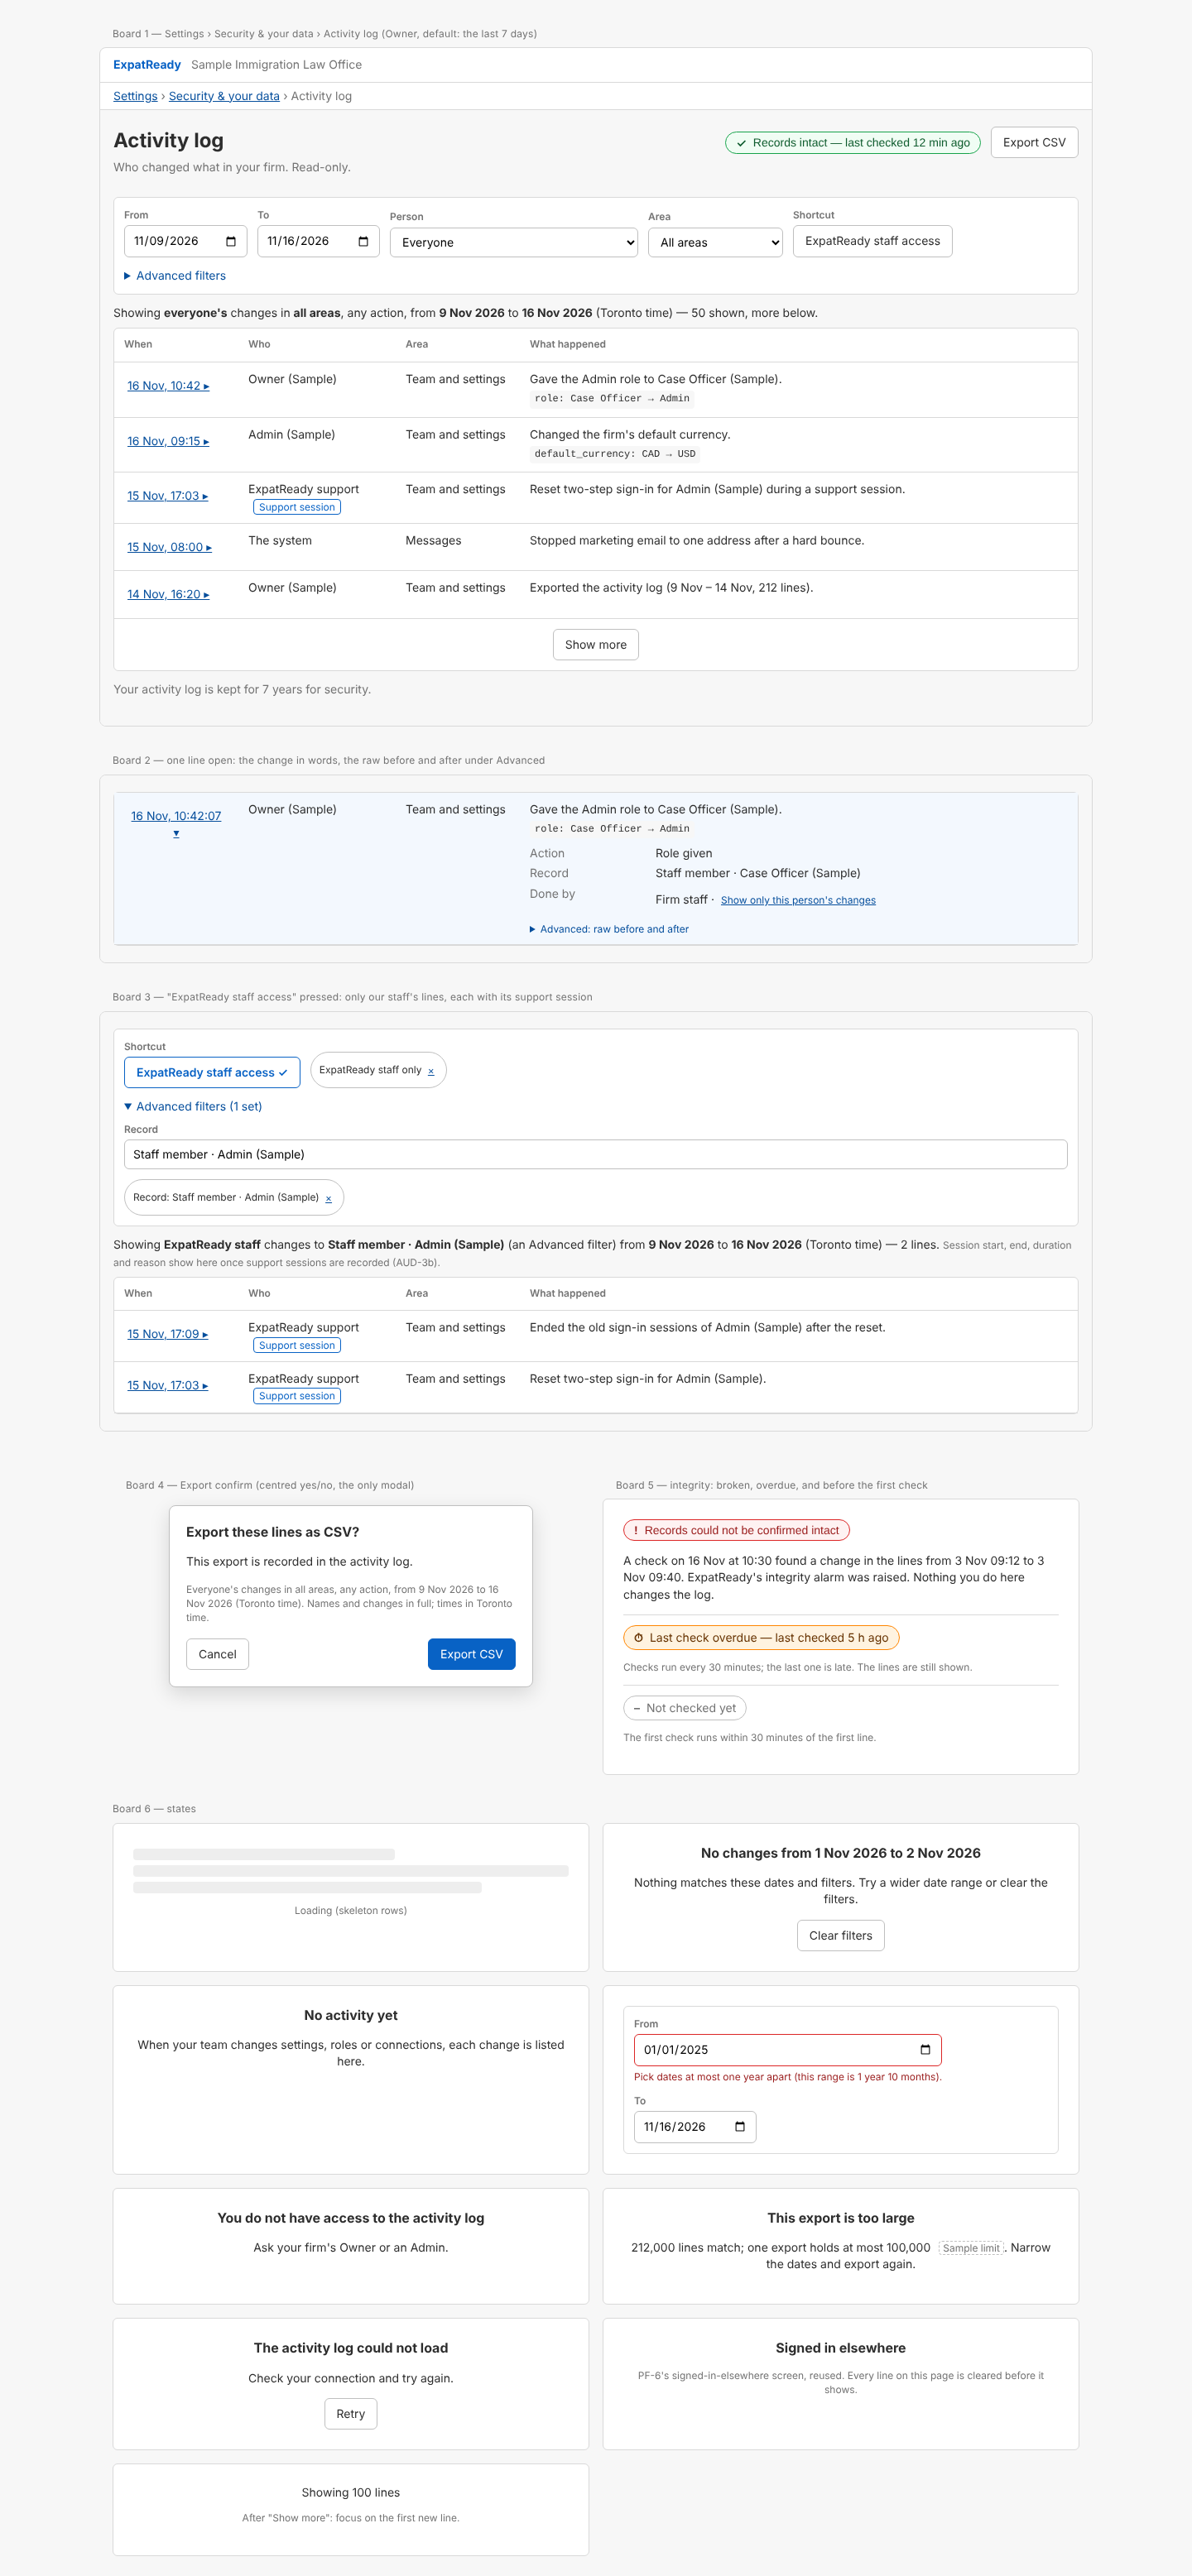 Board 1 — Settings › Security & your data › Activity log (Owner, default: the last 7 days)
ExpatReady Sample Immigration Law Office
Settings › Security & your data › Activity log
Activity log
✓ Records intact — last checked 12 min ago
Export CSV
Who changed what in your firm. Read-only.
From
To
Person
Area
Shortcut
11/09/2026
11/16/2026
Everyone
All areas
ExpatReady staff access
▶ Advanced filters
Showing everyone's changes in all areas, any action, from 9 Nov 2026 to 16 Nov 2026 (Toronto time) — 50 shown, more below.
When Who Area What happened
16 Nov, 10:42 ▸ Owner (Sample) Team and settings Gave the Admin role to Case Officer (Sample).
role: Case Officer → Admin
16 Nov, 09:15 ▸ Admin (Sample) Team and settings Changed the firm's default currency.
default_currency: CAD → USD
15 Nov, 17:03 ▸ ExpatReady support Team and settings Reset two-step sign-in for Admin (Sample) during a support session.
Support session
15 Nov, 08:00 ▸ The system Messages Stopped marketing email to one address after a hard bounce.
14 Nov, 16:20 ▸ Owner (Sample) Team and settings Exported the activity log (9 Nov – 14 Nov, 212 lines).
Show more
Your activity log is kept for 7 years for security.
Board 2 — one line open: the change in words, the raw before and after under Advanced
16 Nov, 10:42:07 ▾ Owner (Sample) Team and settings Gave the Admin role to Case Officer (Sample).
role: Case Officer → Admin
Action Role given
Record Staff member · Case Officer (Sample)
Done by Firm staff · Show only this person's changes
▶ Advanced: raw before and after
Board 3 — "ExpatReady staff access" pressed: only our staff's lines, each with its support session
Shortcut
ExpatReady staff access ✓
ExpatReady staff only ×
▼ Advanced filters (1 set)
Record
Staff member · Admin (Sample)
Record: Staff member · Admin (Sample) ×
Showing ExpatReady staff changes to Staff member · Admin (Sample) (an Advanced filter) from 9 Nov 2026 to 16 Nov 2026 (Toronto time) — 2 lines. Session start, end, duration
and reason show here once support sessions are recorded (AUD-3b).
When Who Area What happened
15 Nov, 17:09 ▸ ExpatReady support Team and settings Ended the old sign-in sessions of Admin (Sample) after the reset.
Support session
15 Nov, 17:03 ▸ ExpatReady support Team and settings Reset two-step sign-in for Admin (Sample).
Support session
Board 4 — Export confirm (centred yes/no, the only modal)
Export these lines as CSV?
This export is recorded in the activity log.
Everyone's changes in all areas, any action, from 9 Nov 2026 to 16
Nov 2026 (Toronto time). Names and changes in full; times in Toronto
time.
Cancel
Export CSV
Board 5 — integrity: broken, overdue, and before the first check
! Records could not be confirmed intact
A check on 16 Nov at 10:30 found a change in the lines from 3 Nov 09:12 to 3
Nov 09:40. ExpatReady's integrity alarm was raised. Nothing you do here
changes the log.
⏱ Last check overdue — last checked 5 h ago
Checks run every 30 minutes; the last one is late. The lines are still shown.
– Not checked yet
The first check runs within 30 minutes of the first line.
Board 6 — states
Loading (skeleton rows)
No changes from 1 Nov 2026 to 2 Nov 2026
Nothing matches these dates and filters. Try a wider date range or clear the
filters.
Clear filters
No activity yet
When your team changes settings, roles or connections, each change is listed
here.
From
01/01/2025
Pick dates at most one year apart (this range is 1 year 10 months).
To
11/16/2026
You do not have access to the activity log
Ask your firm's Owner or an Admin.
This export is too large
212,000 lines match; one export holds at most 100,000 Sample limit. Narrow
the dates and export again.
The activity log could not load
Check your connection and try again.
Retry
Signed in elsewhere
PF-6's signed-in-elsewhere screen, reused. Every line on this page is cleared before it
shows.
Showing 100 lines
After "Show more": focus on the first new line.